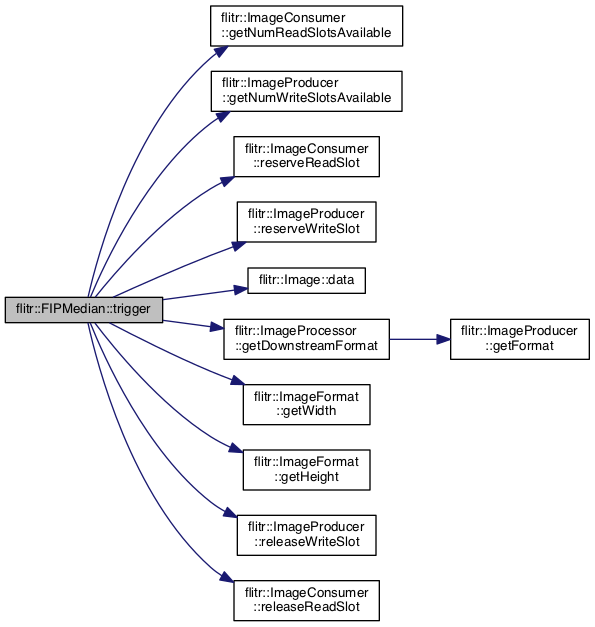 flitr::ImageConsumer
::getNumReadSlotsAvailable
flitr::ImageProducer
::getNumWriteSlotsAvailable
flitr::ImageConsumer
::reserveReadSlot
flitr::ImageProducer
::reserveWriteSlot
flitr::Image::data
flitr::FIPMedian::trigger
flitr::ImageProcessor
::getDownstreamFormat
flitr::ImageProducer
::getFormat
flitr::ImageFormat
::getWidth
flitr::ImageFormat
::getHeight
flitr::ImageProducer
::releaseWriteSlot
flitr::ImageConsumer
::releaseReadSlot